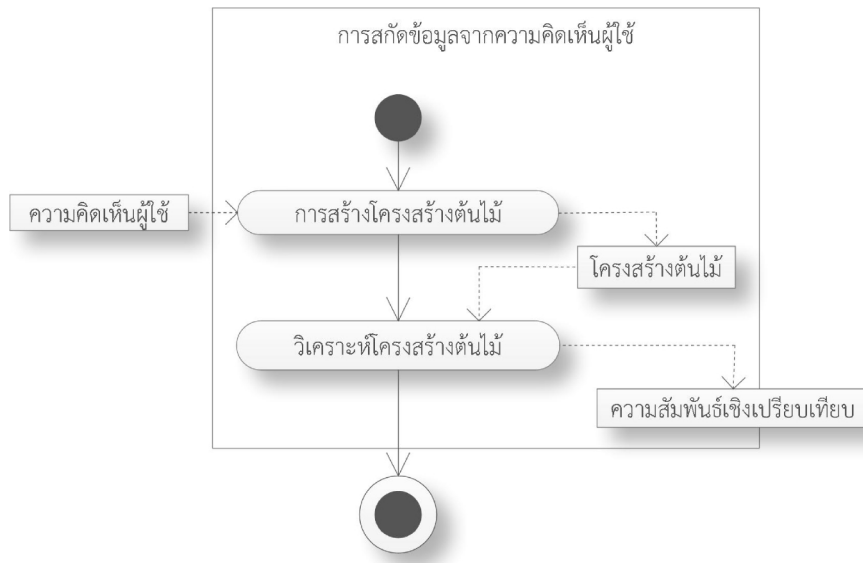 การสกัดข้อมูลจากความคิดเห็นผู้ใช้
ความคิดเห็นผู้ใช้
การสร้างโครงสร้างต้นไม้
โครงสร้างต้นไม้
วิเคราะห์โครงสร้างต้นไม้
ความสัมพันธ์เชิงเปรียบเทียบ